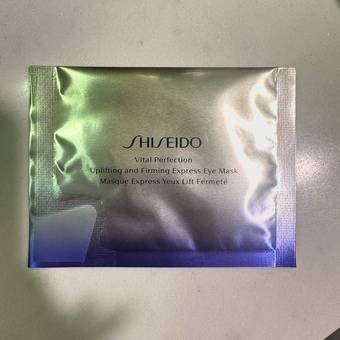 SHISEIDO
Vital Perfection
Uplifting and Firming Express Eye Mask
Masque Express Yeux Lift Fermeté